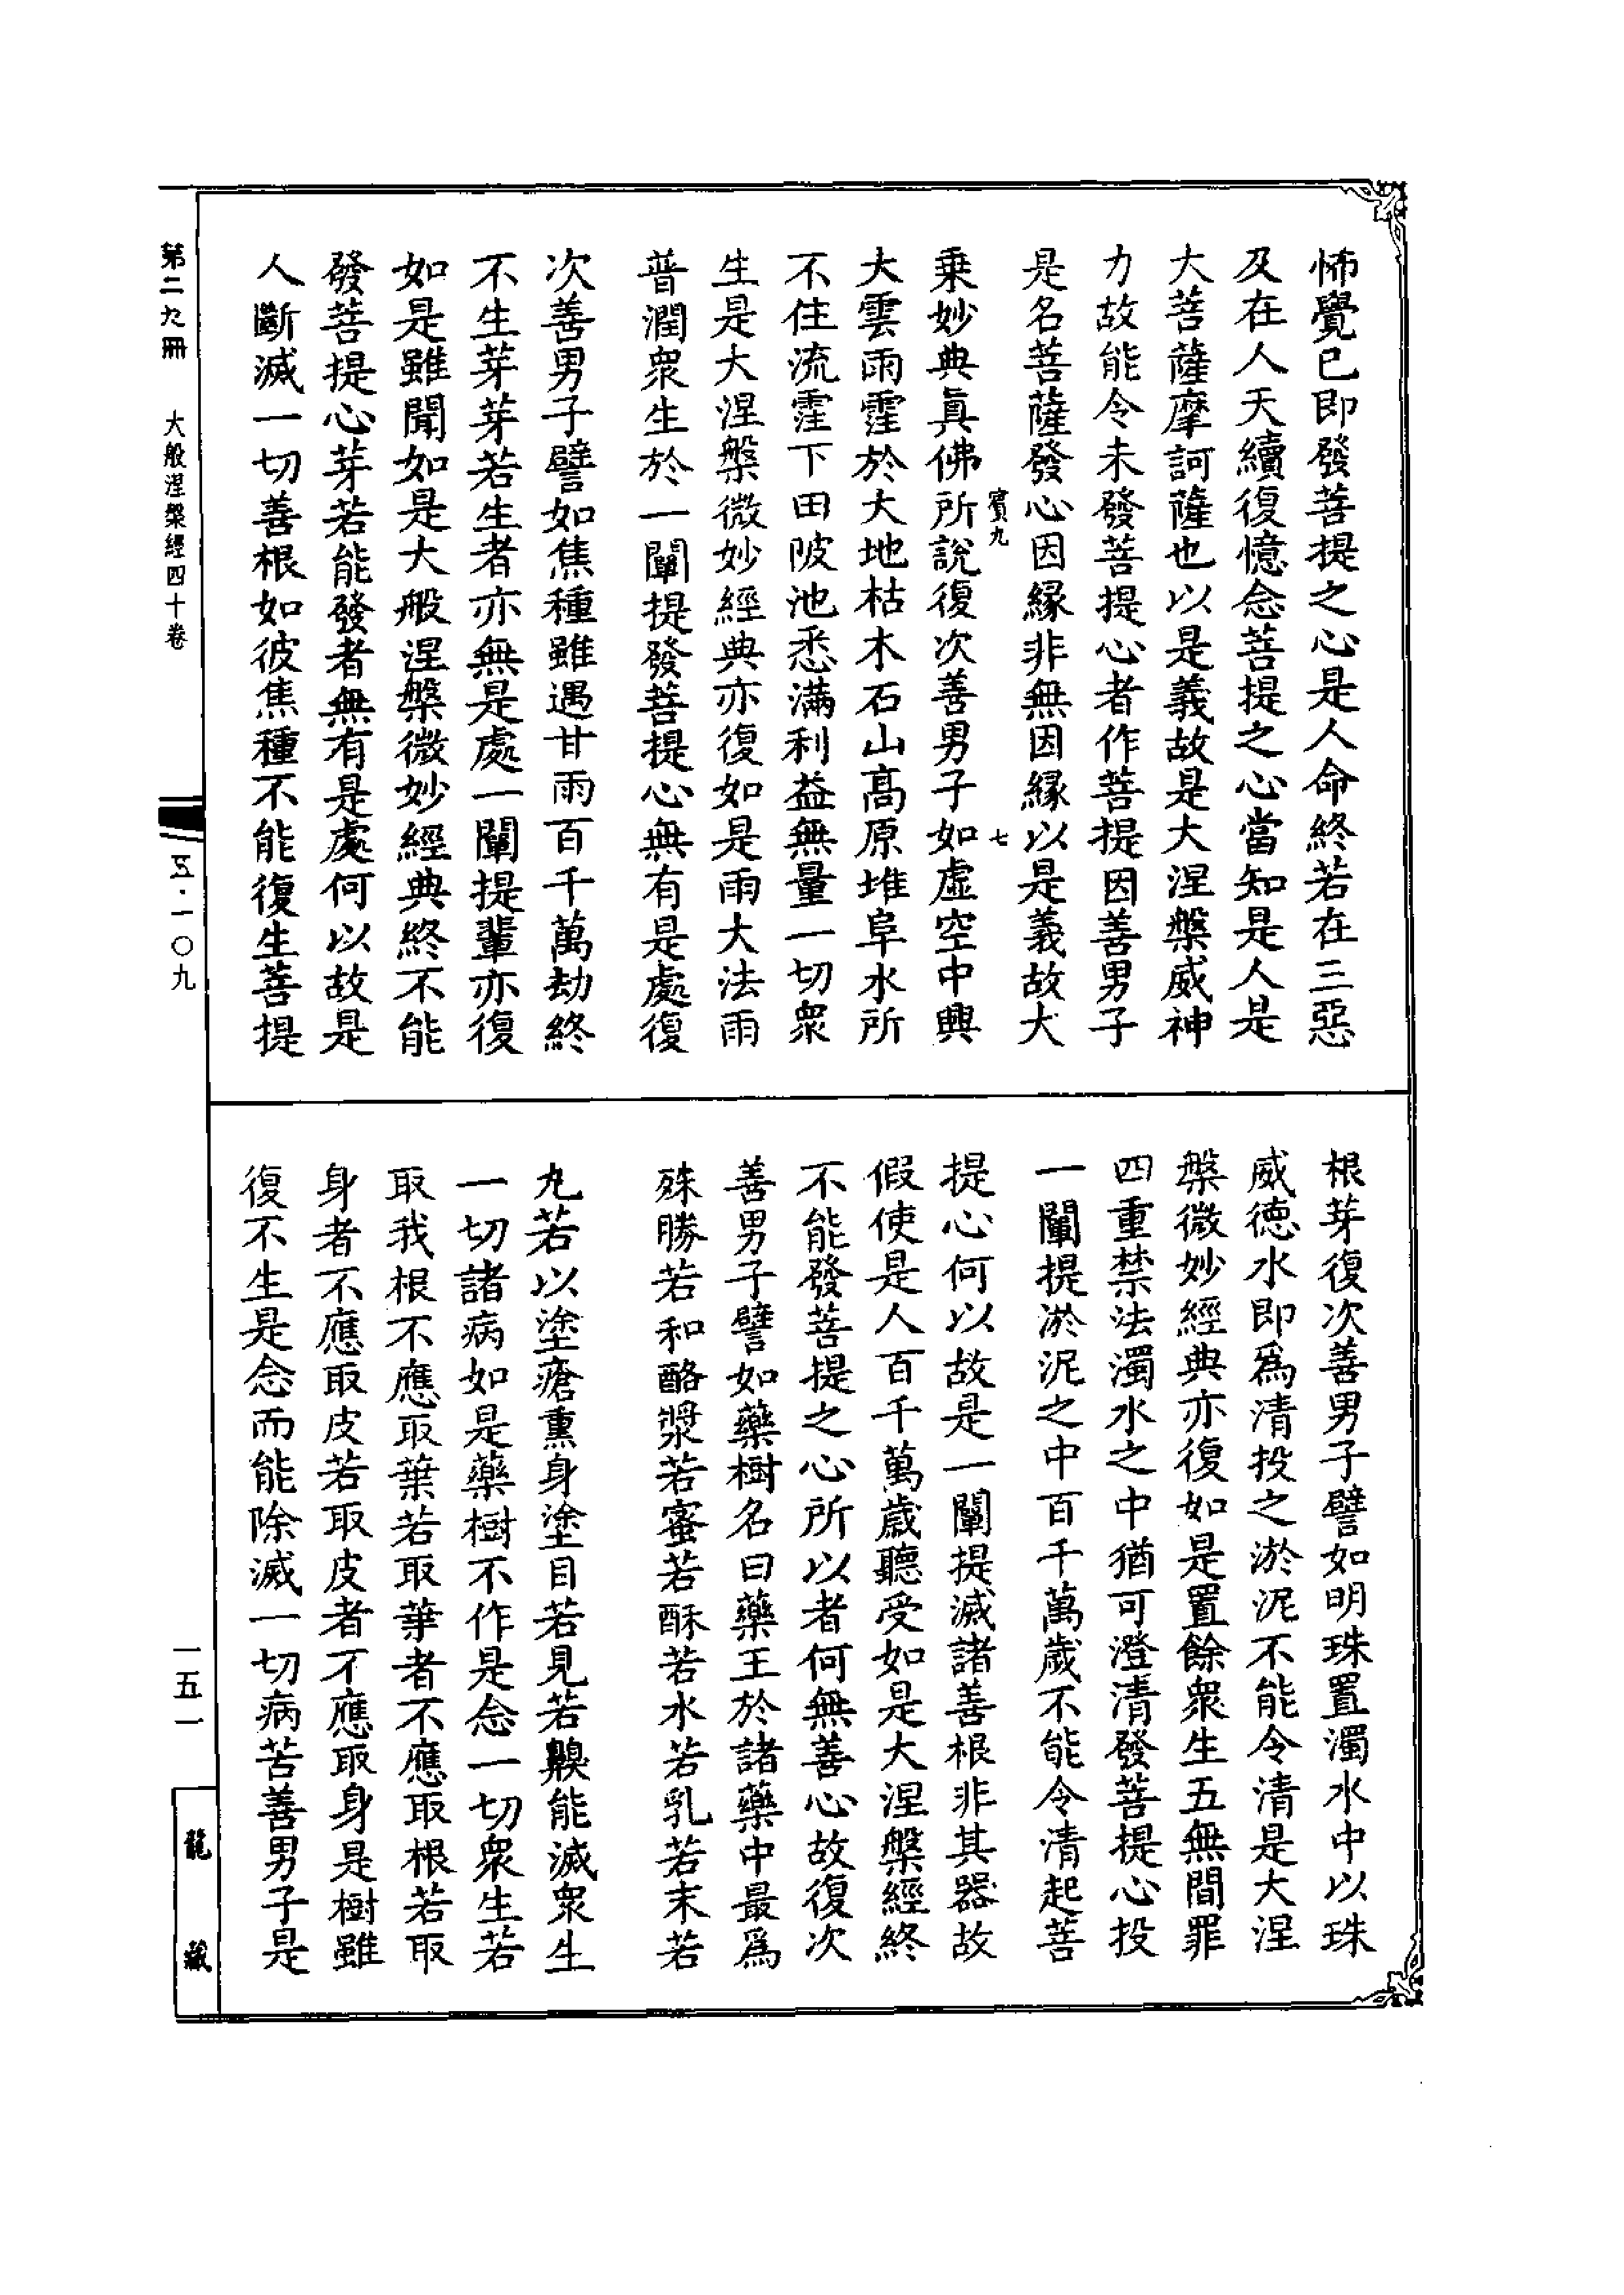 怖覺已即發菩提之心是人命終若在三惡
及在人天續復憶念菩提之心當知是人是
大菩薩摩訶薩也以是義故是大涅槃威神
力故能令未發菩提心者作菩提因善男子
是名菩薩發心因緣非無因緣以是義故大
賓九 七
乗妙典真佛所說復次善男子如虛空中興
大雲雨霔於大地枯木石山高原堆阜水所
不住流霔下田陂池悉滿利益無量一切衆
生是大涅槃微妙經典亦復如是雨大法雨
普潤衆生於一闡提發菩提心無有是處復
次善男子譬如焦種雖遇甘雨百千萬劫終
不生芽芽若生者亦無是處一闡提輩亦復
如是雖聞如是大般涅槃微妙經典終不能
發菩提心芽若能發者無有是處何以故是
人斷滅一切善根如彼焦種不能復生菩提
根芽復次善男子譬如明珠置濁水中以珠
威德水即爲清投之淤泥不能令清是大涅
槃微妙經典亦復如是置餘衆生五無間罪
四重禁法濁水之中猶可澄清發菩提心投
一闡提淤泥之中百千萬歲不能令清起菩
提心何以故是一闡提滅諸善根非其器故
假使是人百千萬歲聽受如是大涅槃經終
不能發菩提之心所以者何無善心故復次
善男子譬如藥樹名曰藥王於諸藥中最爲
殊勝若和酪漿若蜜若酥若水若乳若末若
丸若以塗瘡熏身塗目若見若齅能滅衆生
一切諸病如是藥樹不作是念一切衆生若
取我根不應取葉若取華者不應取根若取
身者不應取皮若取皮者不應取身是樹雖
復不生是念而能除滅一切病苦善男子是
第二九冊 大般涅槃經四十卷 五·一〇九 一五一 龍藏